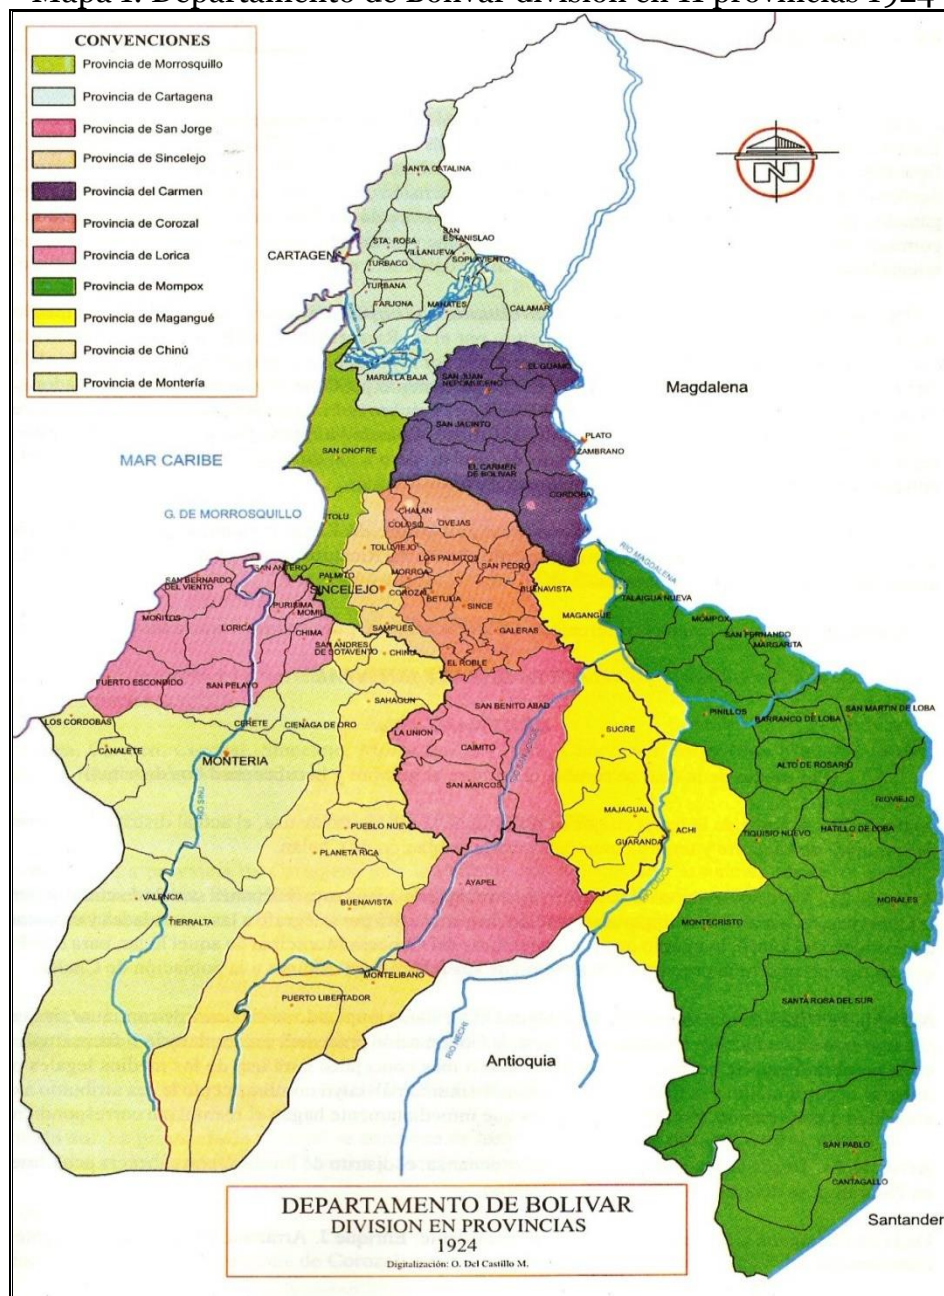 Mapa 1. Departamento de Bolívar división en 11 provincias 1924
CONVENCIONES
Provincia de Morrosquillo
Provincia de Cartagena
Provincia de San Jorge
Provincia de Sincelejo
Provincia del Carmen
Provincia de Corozal
Provincia de Lorica
Provincia de Mompox
Provincia de Magangué
Provincia de Chinú
Provincia de Montería
N
SANTA CATALINA
SAN
ESTANISLAO
STA. ROSA
VILLANUEVA
SOPLAVIENTO
CARTAGENA
TURBACO
TURBANA
ARJONA
MAHATES
CALAMAR
MARIA LA BAJA
SAN JUAN
NEPOMUCENO
EL GUAMO
Magdalena
SAN JACINTO
PLATO
ZAMBRANO
SAN ONOFRE
EL CARMEN
DE BOLIVAR
CORDOBA
MAR CARIBE
G. DE MORROSQUILLO
TOLU
CHALAN
COLOSO
OVEJAS
TOLUVIEJO
LOS PALMITOS
SAN PEDRO
MORROA
RIO MAGDALENA
SAN ANTERO
SAN BERNARDO
DEL VIENTO
PALMITO
SINCELEJO
COROZAL
BETULIA
SINCE
BUENAVISTA
MAGANGUE
TALAIGUA NUEVA
MOMPOX
PURISIMA
MOMIL
MOÑITOS
LORICA
CHIMA
SAMPUES
GALERAS
SAN FERNANDO
MARGARITA
SAN ANDRES
DE SOTAVENTO
CHINU
EL ROBLE
PUERTO ESCONDIDO
SAN PELAYO
SAHAGUN
SAN BENITO ABAD
PINILLOS
BARRANCO DE LOBA
SAN MARTIN DE LOBA
LOS CORDOBAS
CERETE
CIENAGA DE ORO
LA UNION
CAIMITO
SUCRE
CANALETE
MONTERIA
SAN MARCOS
ALTO DE ROSARIO
RIOVIEJO
MAJAGUAL
PUEBLO NUEVO
ACHI
TIQUISIO NUEVO
HATILLO DE LOBA
PLANETA RICA
GUARANDA
AYAPEL
MORALES
VALENCIA
BUENAVISTA
TIERRALTA
MONTECRISTO
MONTELIBANO
PUERTO LIBERTADOR
SANTA ROSA DEL SUR
RIO NECHI
Antioquia
SAN PABLO
CANTAGALLO
Santander
DEPARTAMENTO DE BOLIVAR
DIVISION EN PROVINCIAS
1924
Digitalización: O. Del Castillo M.